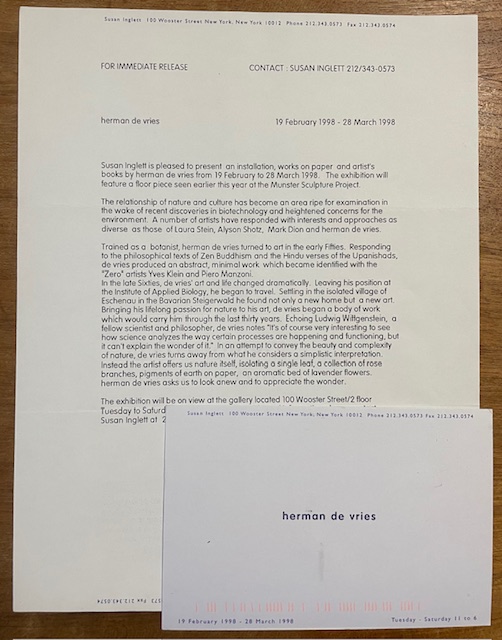 Susan Inglett 100 Wooster Street New York, New York 10012 Phone 212.343.0573 Fax 212.343.0574
FOR IMMEDIATE RELEASE CONTACT : SUSAN INGLETT 212/343-0573
herman de vries 19 February 1998 - 28 March 1998
Susan Inglett is pleased to present an installation, works on paper and artist's
books by herman de vries from 19 February to 28 March 1998. The exhibition will
feature a floor piece seen earlier this year at the Munster Sculpture Project.
The relationship of nature and culture has become an area ripe for examination in
the wake of recent discoveries in biotechnology and heightened concerns for the
environment. A number of artists have responded with interests and approaches as
diverse as those of Laura Stein, Alyson Shotz, Mark Dion and herman de vries.
Trained as a botanist, herman de vries turned to art in the early Fifties. Responding
to the philosophical texts of Zen Buddhism and the Hindu verses of the Upanishads,
de vries produced an abstract, minimal work which became identified with the
"Zero" artists Yves Klein and Piero Manzoni.
In the late Sixties, de vries' art and life changed dramatically. Leaving his position at
the Institute of Applied Biology, he began to travel. Settling in the isolated village of
Eschenau in the Bavarian Steigerwald he found not only a new home but a new art.
Bringing his lifelong passion for nature to his art, de vries began a body of work
which would carry him through the last thirty years. Echoing Ludwig Wittgenstein, a
fellow scientist and philosopher, de vries notes "it's of course very interesting to see
how science analyzes the way certain processes are happening and functioning, but
it can't explain the wonder of it." In an attempt to convey the beauty and complexity
of nature, de vries turns away from what he considers a simplistic interpretation.
Instead the artist offers us nature itself, isolating a single leaf, a collection of rose
branches, pigments of earth on paper, an aromatic bed of lavender flowers.
herman de vries asks us to look anew and to appreciate the wonder.
The exhibition will be on view at the gallery located 100 Wooster Street/2 floor
Tuesday to Saturd
Susan Inglett at 2
Susan Inglett 100 Wooster Street New York, New York 10012 Phone 212.343.0573 Fax 212.343.0574
herman de vries
19 February 1998 - 28 March 1998 Tuesday - Saturday 11 to 6
Fax 212.343.0574